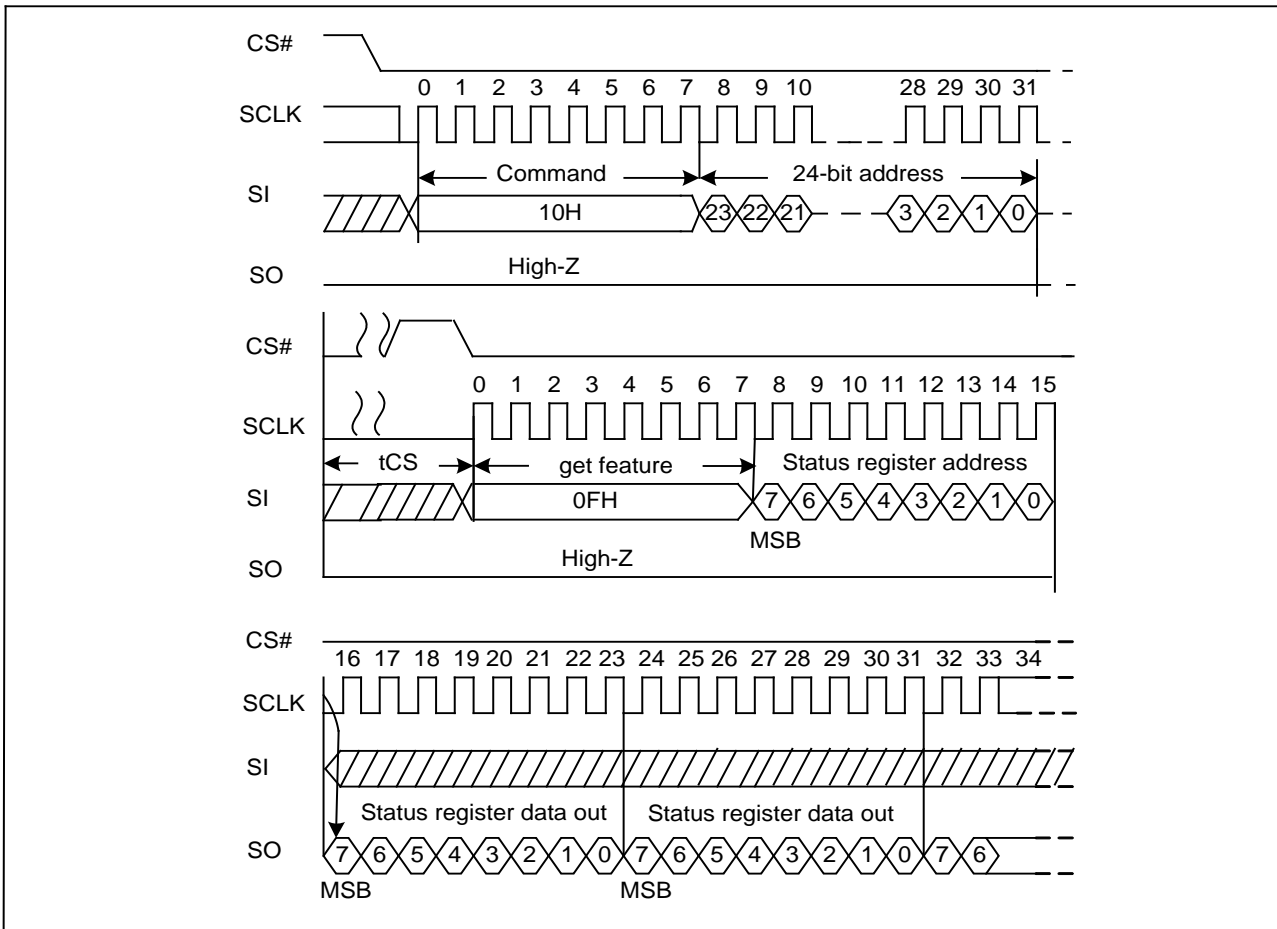 CS#
0 1 2 3 4 5 6 7 8 9 10 28 29 30 31
SCLK
Command 24-bit address
SI
10H 23 22 21 3 2 1 0
High-Z
SO
CS#
0 1 2 3 4 5 6 7 8 9 10 11 12 13 14 15
SCLK
tCS get feature Status register address
SI
0FH 7 6 5 4 3 2 1 0
MSB
High-Z
SO
CS#
16 17 18 19 20 21 22 23 24 25 26 27 28 29 30 31 32 33 34
SCLK
SI
Status register data out Status register data out
SO
7 6 5 4 3 2 1 0 7 6 5 4 3 2 1 0 7 6
MSB MSB